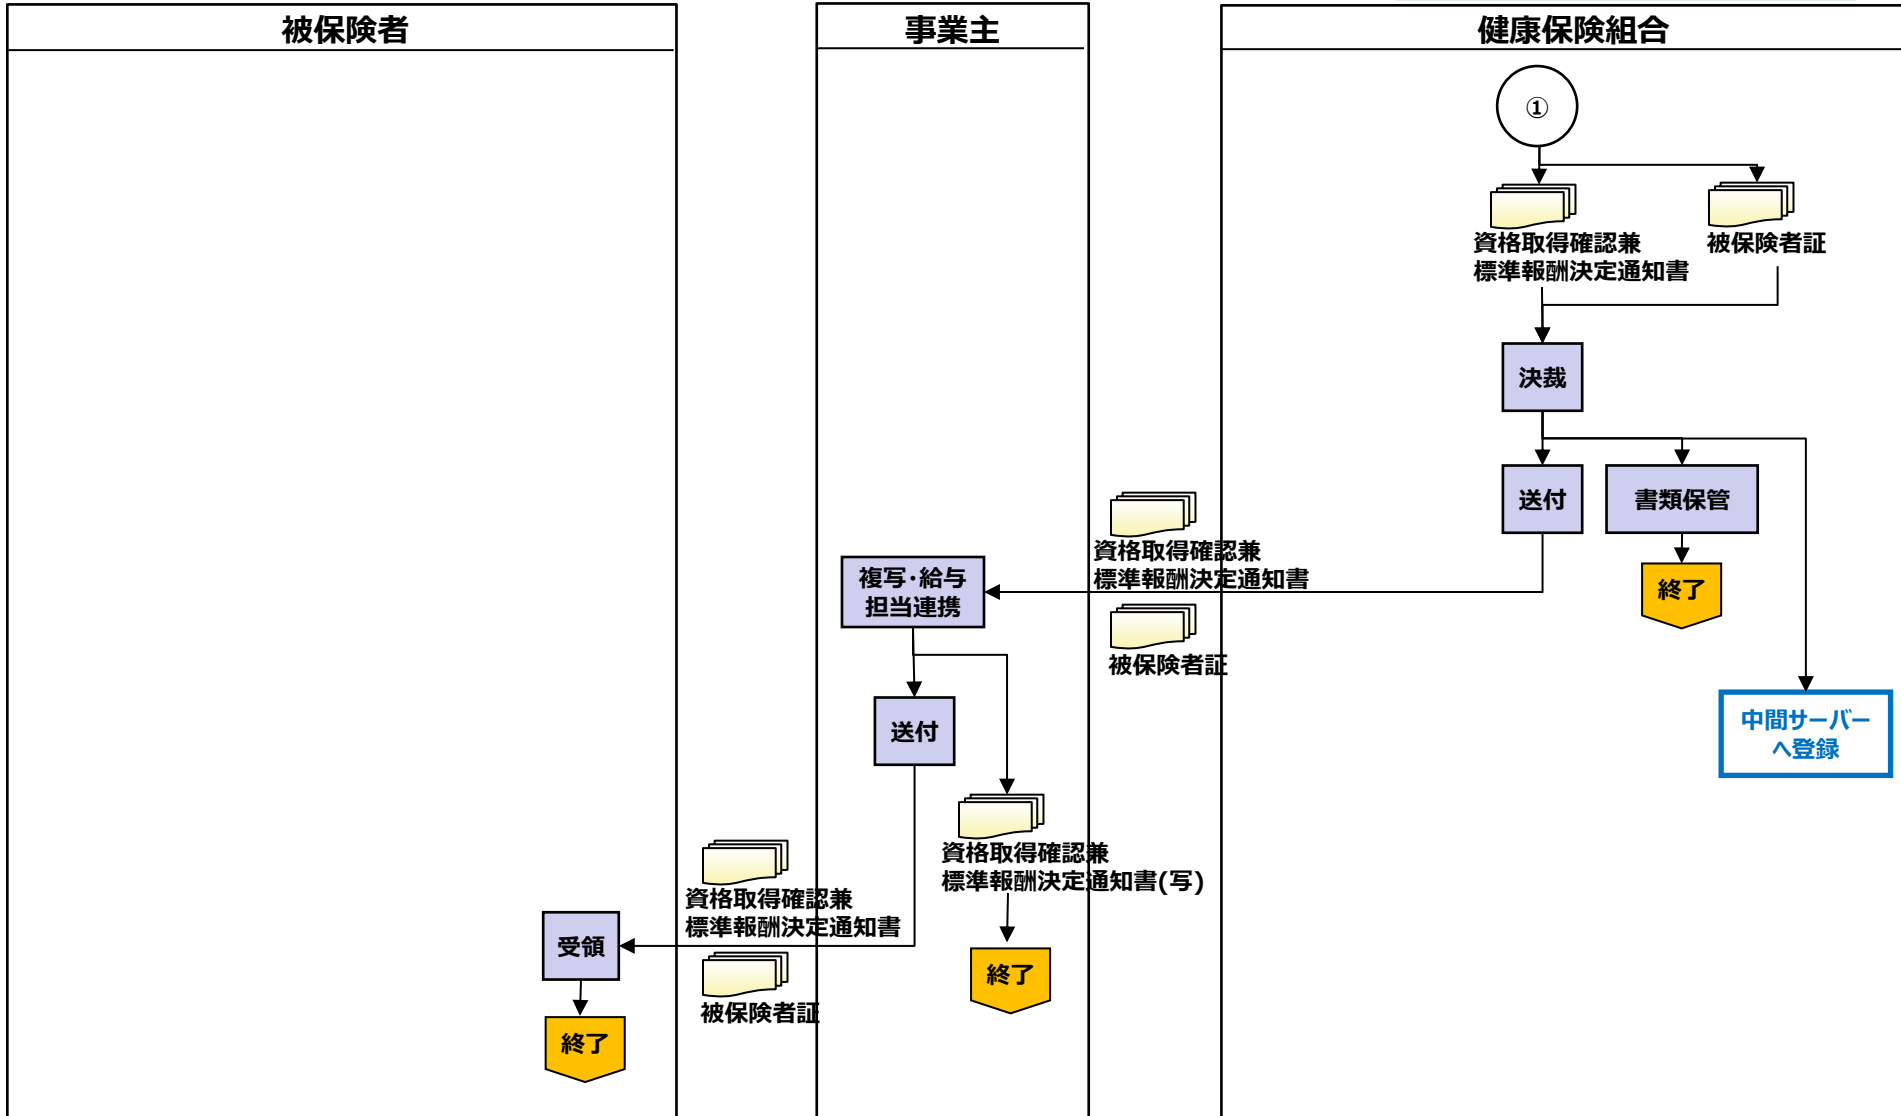 被保険者
事業主
健康保険組合
①
資格取得確認兼
標準報酬決定通知書
被保険者証
決裁
送付
書類保管
終了
中間サーバー
へ登録
資格取得確認兼
標準報酬決定通知書
被保険者証
複写・給与
担当連携
送付
資格取得確認兼
標準報酬決定通知書(写)
終了
資格取得確認兼
標準報酬決定通知書
被保険者証
受領
終了